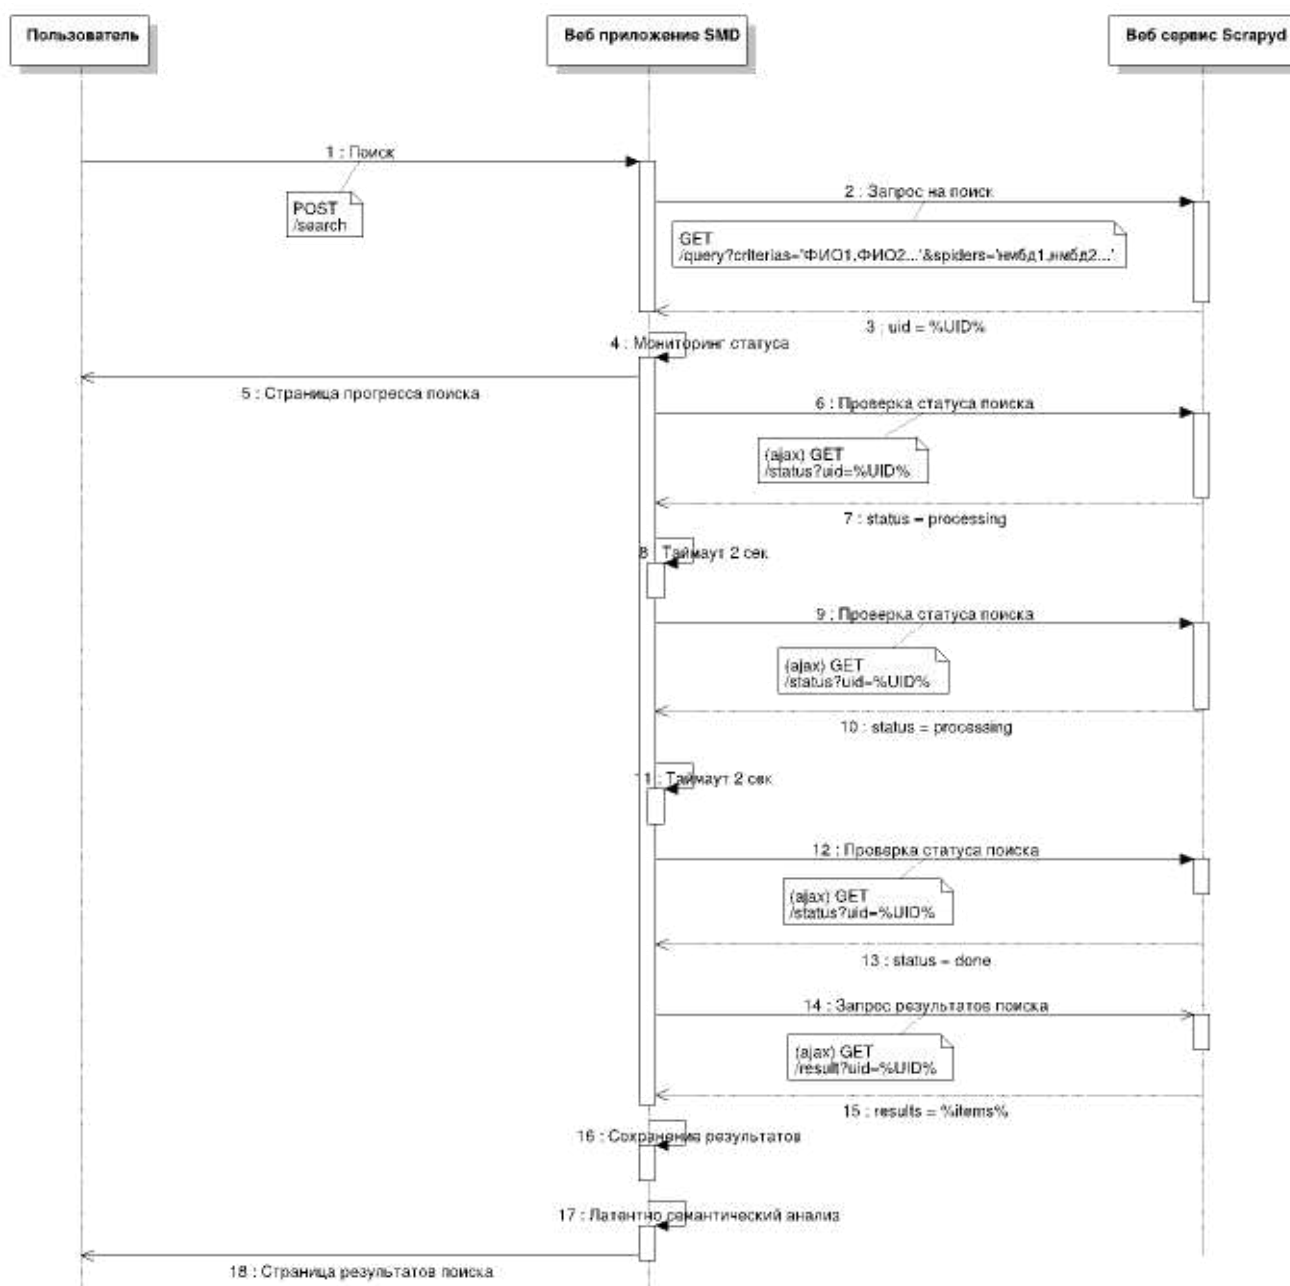 Пользователь
Веб приложение SMD
Веб сервис Scrapyd
1 : Поиск
POST
/search
2 : Запрос на поиск
GET
/query?criterias='ФИО1,ФИО2...'&spiders='нмбд1,нмбд2...'
3 : uid = %UID%
4 : Мониторинг статуса
5 : Страница прогресса поиска
6 : Проверка статуса поиска
(ajax) GET
/status?uid=%UID%
7 : status = processing
8 Таймаут 2 сек
9 : Проверка статуса поиска
(ajax) GET
/status?uid=%UID%
10 : status = processing
11 : Таймаут 2 сек
12 : Проверка статуса поиска
(ajax) GET
/status?uid=%UID%
13 : status = done
14 : Запрос результатов поиска
(ajax) GET
/result?uid=%UID%
15 : results = %items%
16 : Сохранение результатов
17 : Латентно семантический анализ
18 : Страница результатов поиска